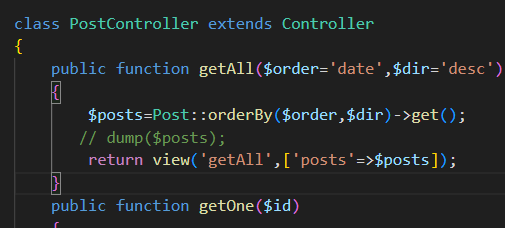 class PostController extends Controller
{
    public function getAll($order='date',$dir='desc')
    {
        $posts=Post::orderBy($order,$dir)->get();
       // dump($posts);
        return view('getAll',['posts'=>$posts]);
    }
    public function getOne($id)
    {